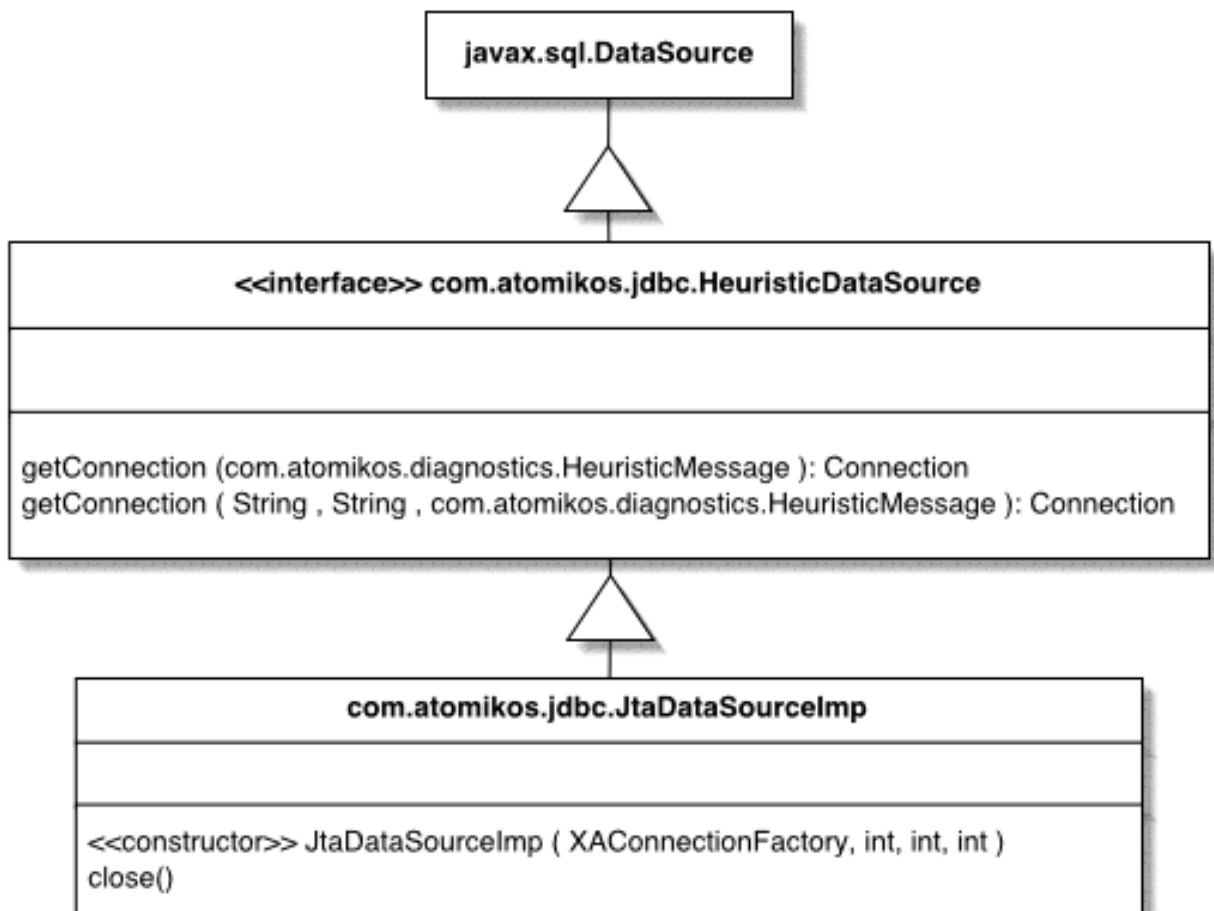 javax.sql.DataSource
<<interface>> com.atomikos.jdbc.HeuristicDataSource
getConnection (com.atomikos.diagnostics.HeuristicMessage ): Connection
getConnection ( String , String , com.atomikos.diagnostics.HeuristicMessage ): Connection
com.atomikos.jdbc.JtaDataSourceImp
<<constructor>> JtaDataSourceImp ( XAConnectionFactory, int, int, int )
close()